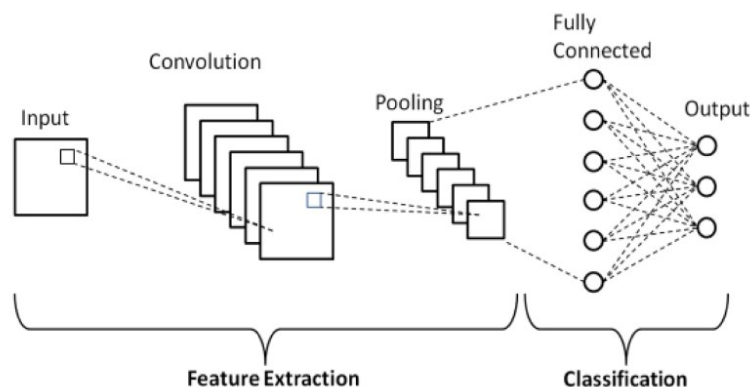 Input
Convolution
Pooling
Fully
Connected
Output
Feature Extraction
Classification